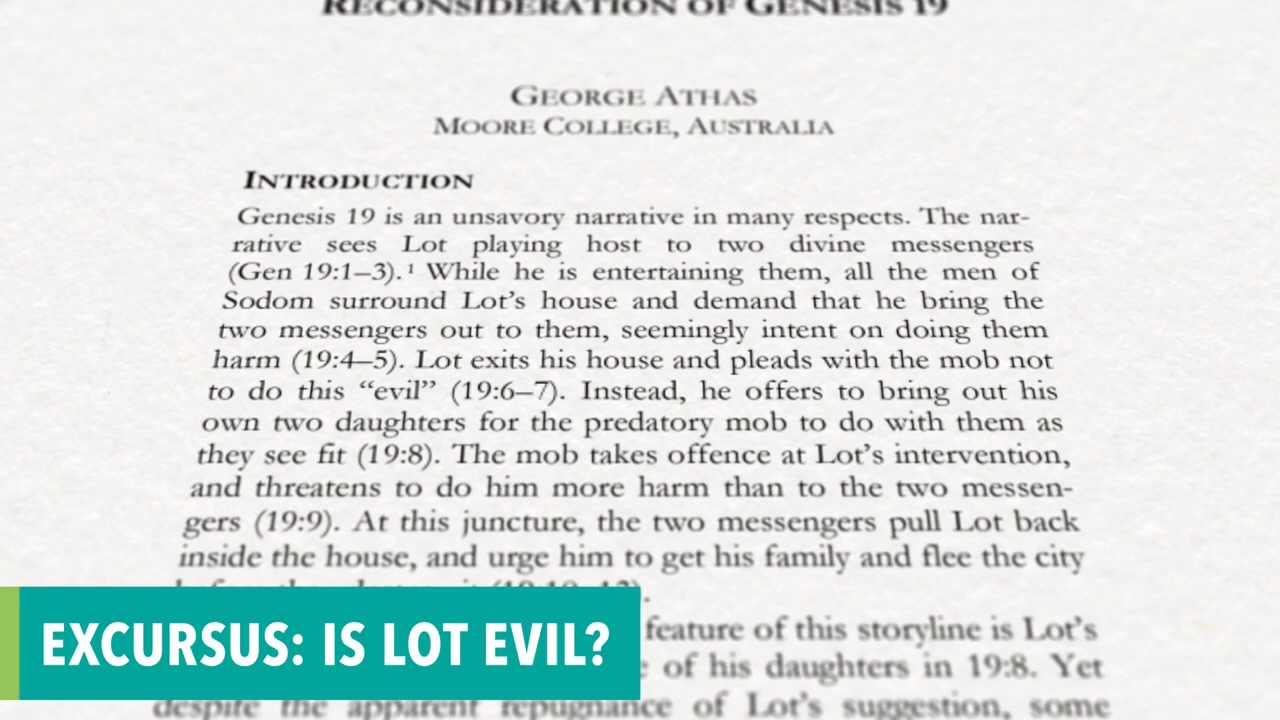 RECONSIDERATION OF GENESIS 19
GEORGE ATHAS
MOORE COLLEGE, AUSTRALIA
INTRODUCTION
Genesis 19 is an unsavory narrative in many respects. The nar-
rative sees Lot playing host to two divine messengers
(Gen 19:1–3).¹ While he is entertaining them, all the men of
Sodom surround Lot’s house and demand that he bring the
two messengers out to them, seemingly intent on doing them
harm (19:4–5). Lot exits his house and pleads with the mob not
to do this “evil” (19:6–7). Instead, he offers to bring out his
own two daughters for the predatory mob to do with them as
they see fit (19:8). The mob takes offence at Lot’s intervention,
and threatens to do him more harm than to the two messen-
gers (19:9). At this juncture, the two messengers pull Lot back
inside the house, and urge him to get his family and flee the city
feature of this storyline is Lot’s
of his daughters in 19:8. Yet
despite the apparent repugnance of Lot’s suggestion, some
EXCURSUS: IS LOT EVIL?